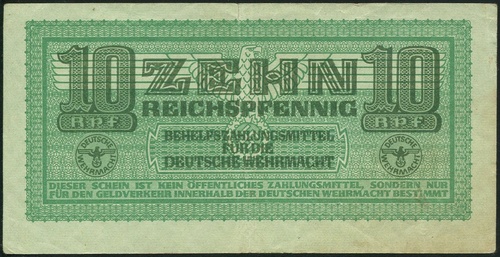 10 ZEHN 10
RPF REICHSPFENNIG RPF
BEHELFSZAHLUNGSMITTEL
FÜR DIE
DEUTSCHE WEHRMACHT
DEUTSCHE WEHRMACHT
DEUTSCHE WEHRMACHT
DIESER SCHEIN IST KEIN ÖFFENTLICHES ZAHLUNGSMITTEL, SONDERN NUR
FÜR DEN GELDVERKEHR INNERHALB DER DEUTSCHEN WEHRMACHT BESTIMMT